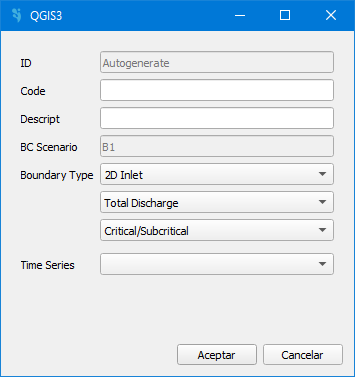 QGIS3
ID Autogenerate
Code
Descript
BC Scenario B1
Boundary Type 2D Inlet
Total Discharge
Critical/Subcritical
Time Series
Aceptar Cancelar